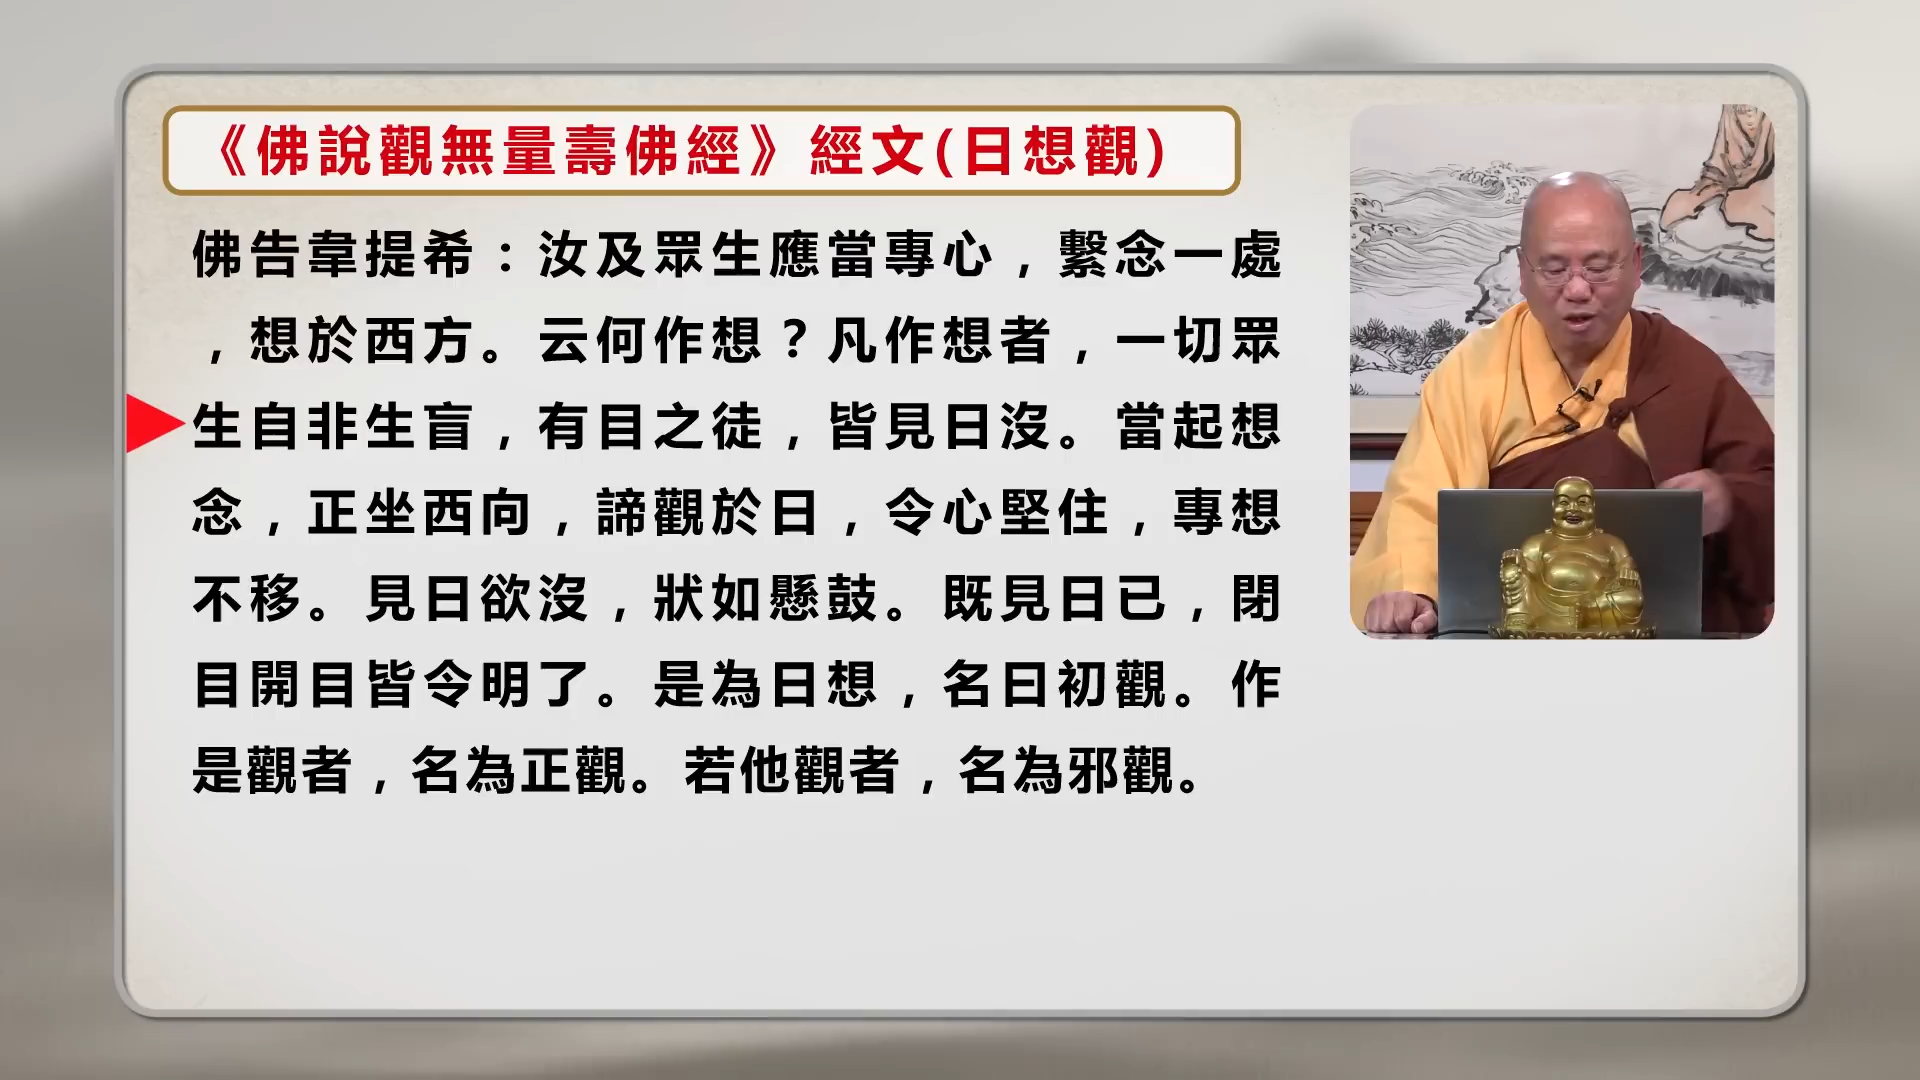 《佛說觀無量壽佛經》經文(日想觀)
佛告韋提希：汝及眾生應當專心，繫念一處
，想於西方。云何作想？凡作想者，一切眾
生自非生盲，有目之徒，皆見日沒。當起想
念，正坐西向，諦觀於日，令心堅住，專想
不移。見日欲沒，狀如懸鼓。既見日已，閉
目開目皆令明了。是為日想，名曰初觀。作
是觀者，名為正觀。若他觀者，名為邪觀。